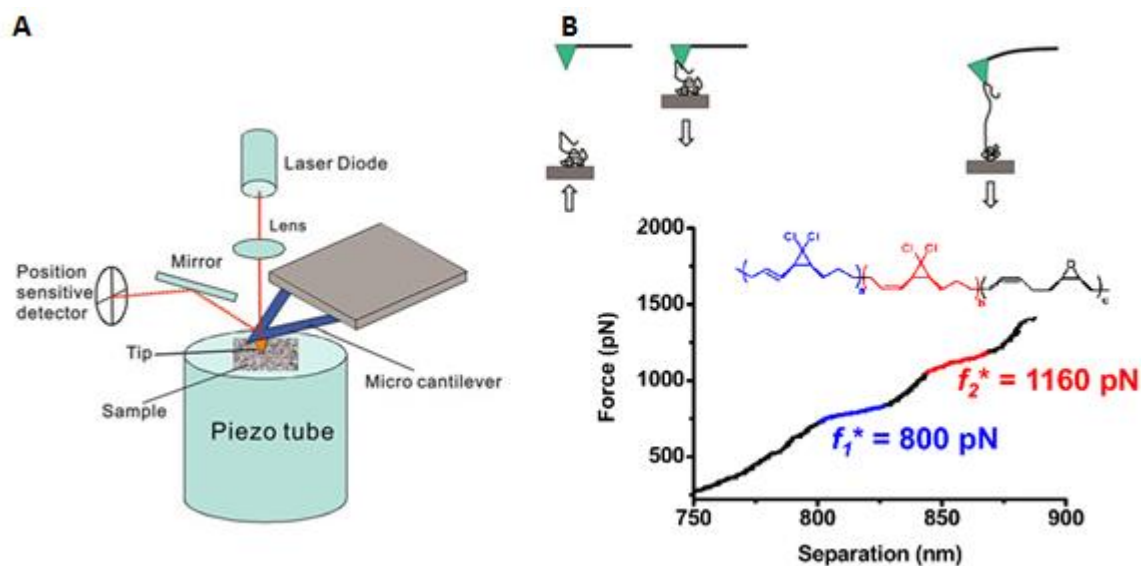 A
B
Laser Diode
Lens
Mirror
Position
sensitive
detector
Tip
Sample
Micro cantilever
Piezo tube
2000
1500
1000
500
Force (pN)
Cl Cl
a
Cl Cl
b
O
c
f1* = 800 pN
f2* = 1160 pN
750 800 850 900
Separation (nm)